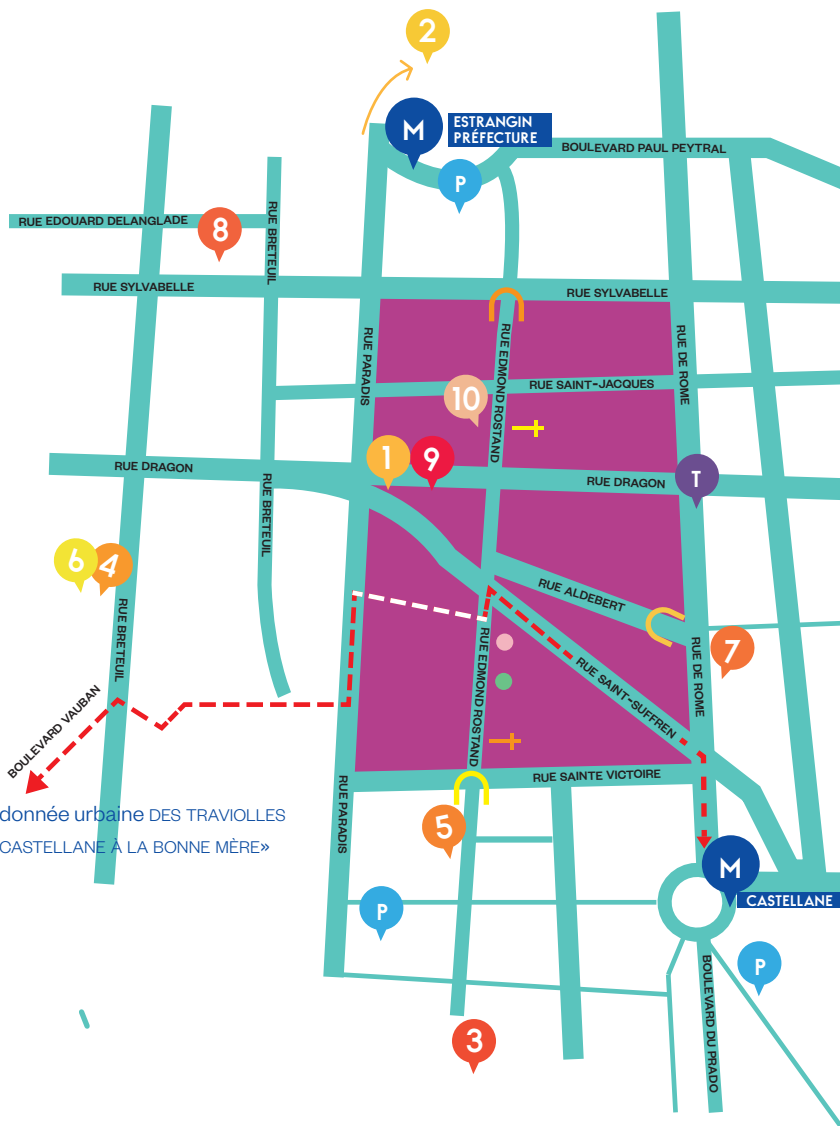 2
M
ESTRANGIN
PRÉFECTURE
BOULEVARD PAUL PEYTRAL
P
RUE EDOUARD DELANGLADE
8
RUE BRETEUIL
RUE SYLVABELLE
RUE SYLVABELLE
RUE PARADIS
RUE EDMOND ROSTAND
RUE DE ROME
RUE SAINT-JACQUES
10
1
9
RUE DRAGON
RUE DRAGON
T
RUE BRETEUIL
6
4
RUE BRETEUIL
RUE ALDEBERT
7
RUE EDMOND ROSTAND
RUE SAINT-SUFFREN
RUE DE ROME
BOULEVARD VAUBAN
RUE SAINTE VICTOIRE
RUE PARADIS
donnée urbaine DES TRAVIOLLES
CASTELLANE À LA BONNE MÈRE»
5
M
CASTELLANE
P
P
BOULEVARD DU PRADO
3